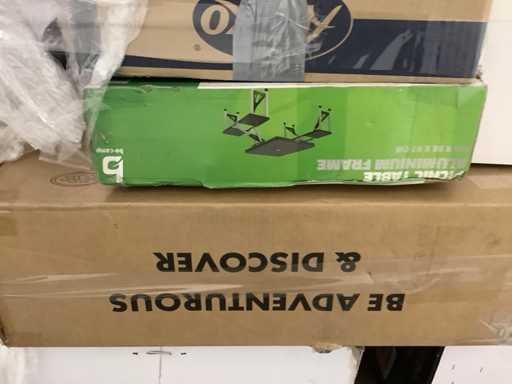 PICNIC TABLE
ALUMINIUM FRAME
be-camp
BE ADVENTUROUS
& DISCOVER